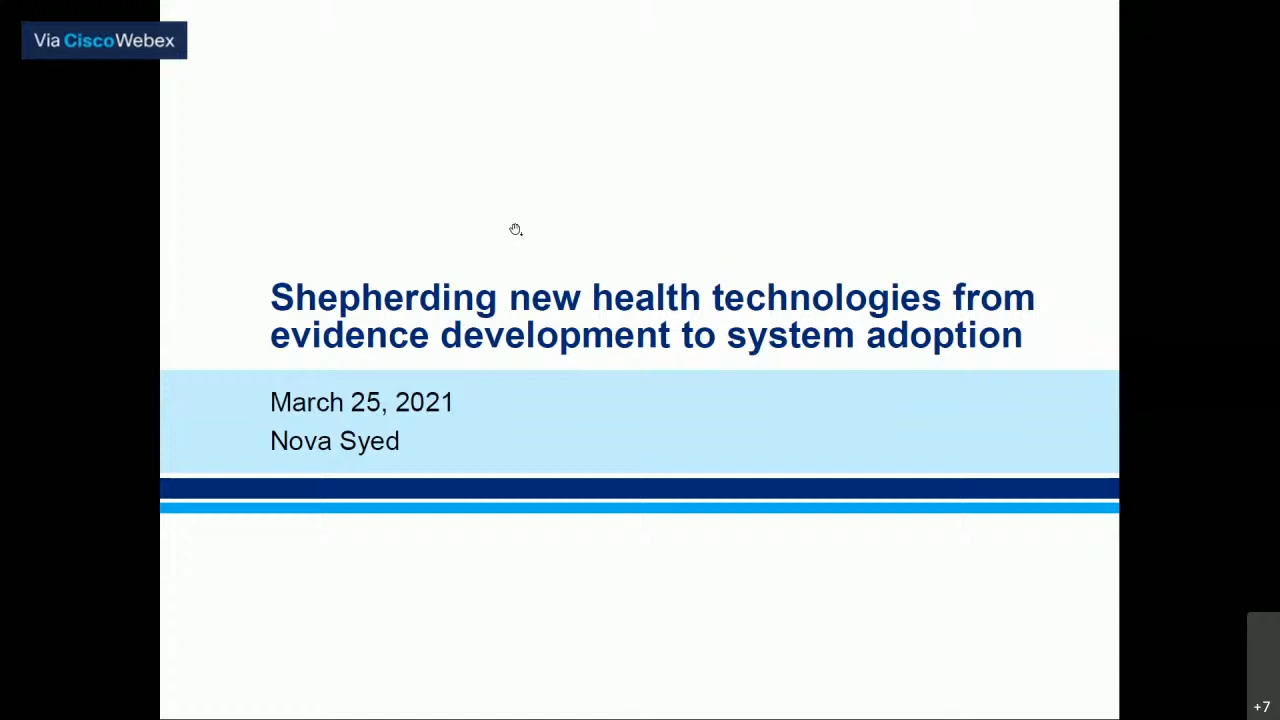 Via CiscoWebex
Shepherding new health technologies from
evidence development to system adoption
March 25, 2021
Nova Syed
+7